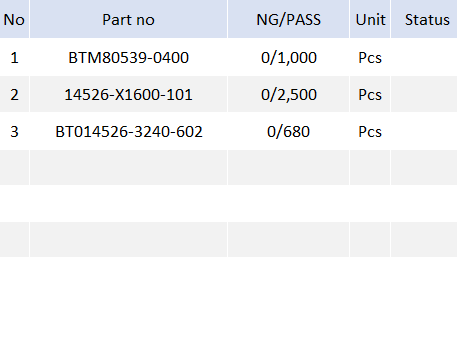 No Part no NG/PASS Unit Status
1 BTM80539-0400 0/1,000 Pcs
2 14526-X1600-101 0/2,500 Pcs
3 BT014526-3240-602 0/680 Pcs